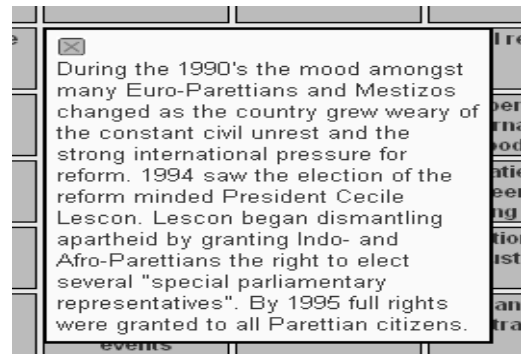 During the 1990's the mood amongst
many Euro-Parettians and Mestizos
changed as the country grew weary of
the constant civil unrest and the
strong international pressure for
reform. 1994 saw the election of the
reform minded President Cecile
Lescon. Lescon began dismantling
apartheid by granting Indo- and
Afro-Parettians the right to elect
several "special parliamentary
representatives". By 1995 full rights
were granted to all Parettian citizens.
events